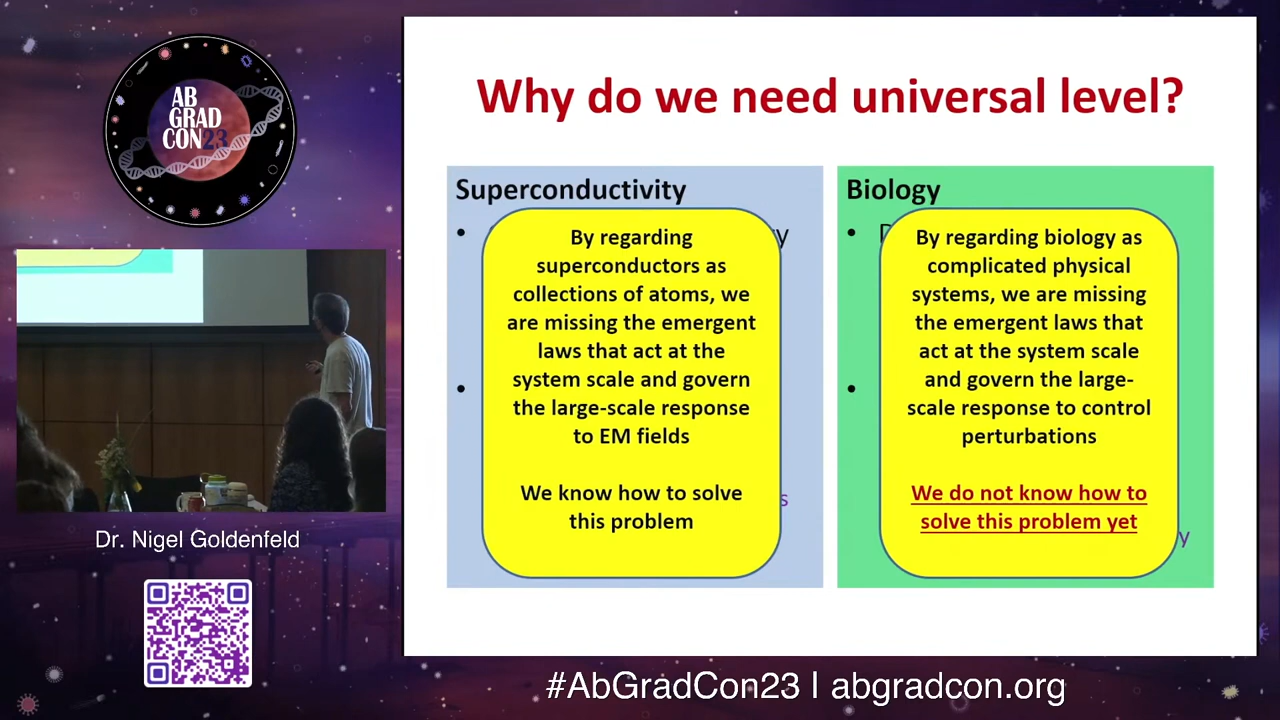 AB
GRAD
CON23
Why do we need universal level?
Superconductivity
By regarding
superconductors as
collections of atoms, we
are missing the emergent
laws that act at the
system scale and govern
the large-scale response
to EM fields
We know how to solve
this problem
Biology
By regarding biology as
complicated physical
systems, we are missing
the emergent laws that
act at the system scale
and govern the large-
scale response to control
perturbations
We do not know how to
solve this problem yet
Dr. Nigel Goldenfeld
#AbGradCon23 | abgradcon.org